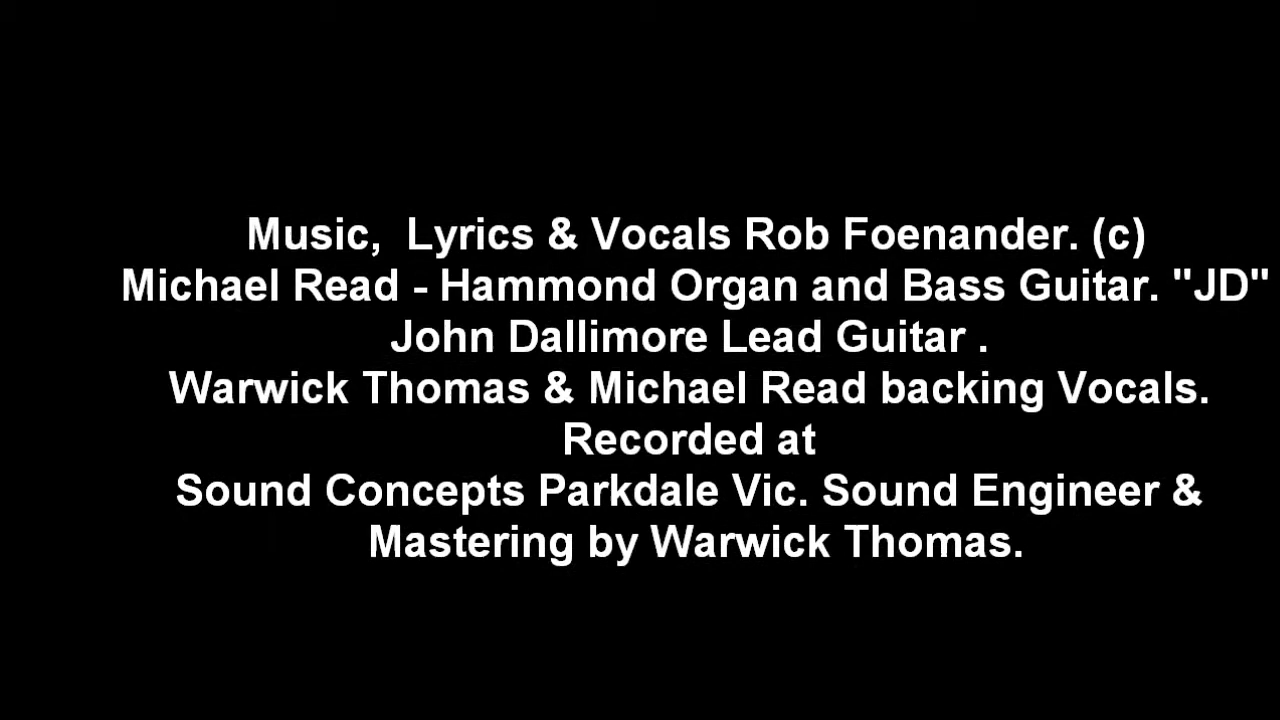 Music,  Lyrics & Vocals Rob Foenander. (c)
Michael Read - Hammond Organ and Bass Guitar. "JD"
John Dallimore Lead Guitar .
Warwick Thomas & Michael Read backing Vocals.
Recorded at
Sound Concepts Parkdale Vic. Sound Engineer &
Mastering by Warwick Thomas.